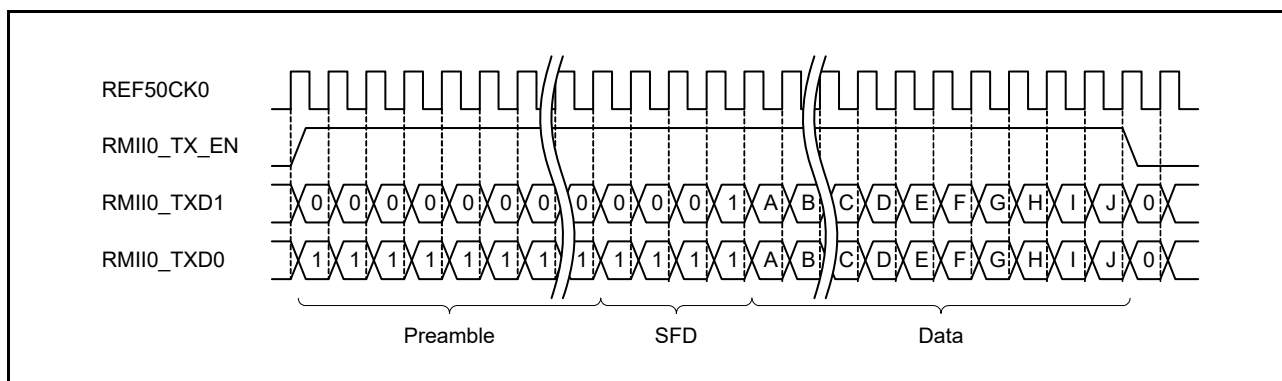 REF50CK0
RMII0_TX_EN
RMII0_TXD1 0 0 0 0 0 0 0 0 0 0 0 1 A B C D E F G H I J 0
RMII0_TXD0 1 1 1 1 1 1 1 1 1 1 1 1 A B C D E F G H I J 0
Preamble SFD Data